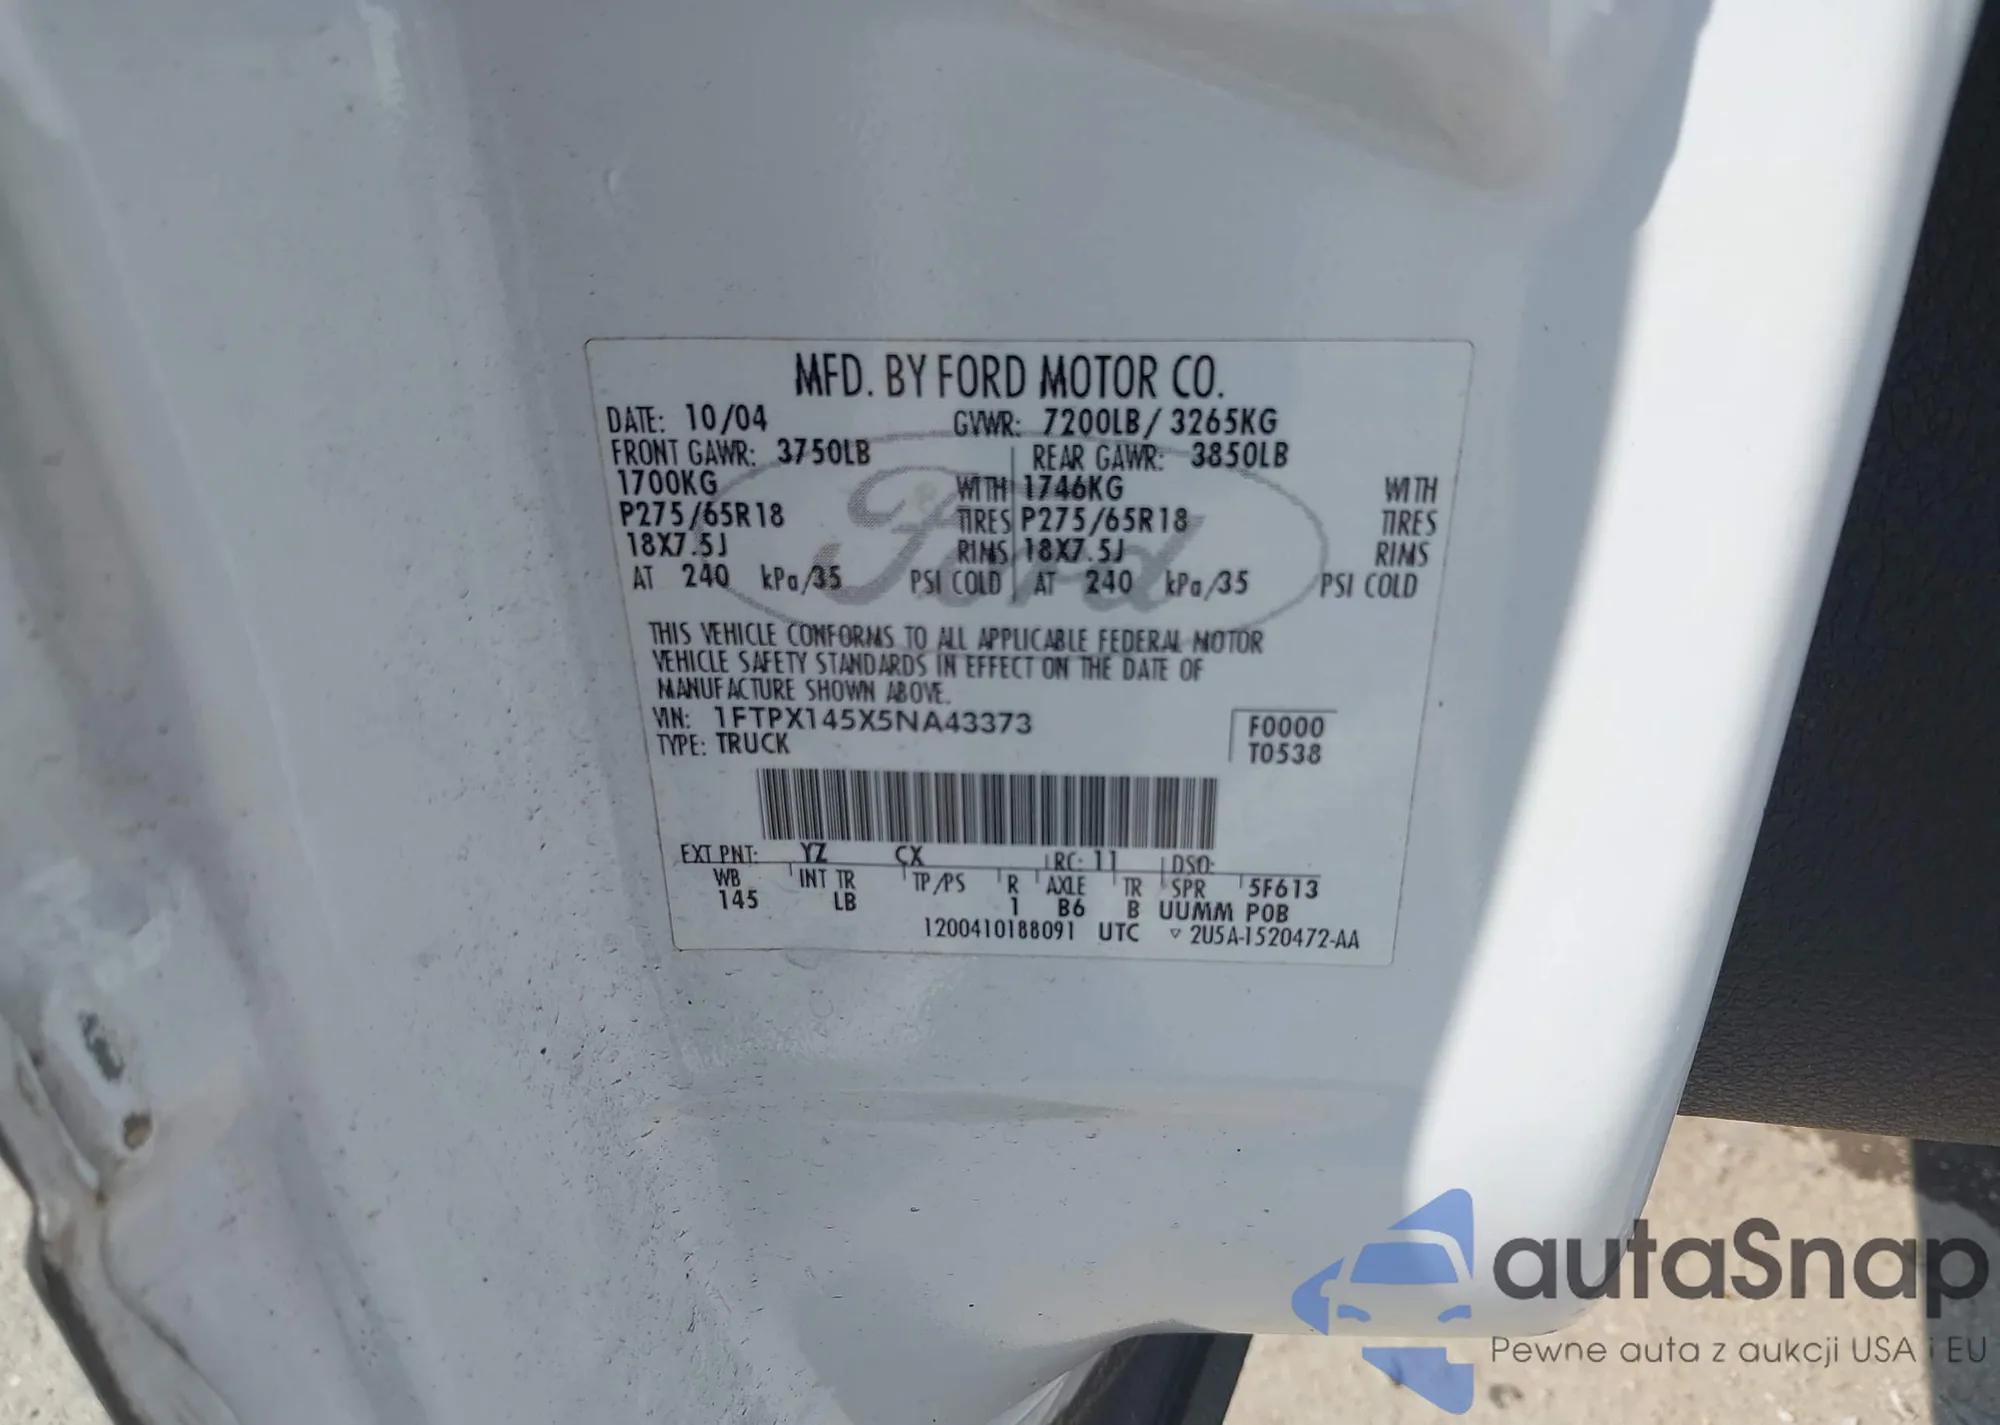 MFD. BY FORD MOTOR CO.
DATE: 10/04 GVWR: 7200LB/ 3265KG
FRONT GAWR: 3750LB REAR GAWR: 3850LB
1700KG WITH 1746KG WITH
P275/65R18 TIRES P275/65R18 TIRES
18X7.5J RIMS 18X7.5J RIMS
AT 240 kPa/35 PSI COLD AT 240 kPa/35 PSI COLD
Ford
THIS VEHICLE CONFORMS TO ALL APPLICABLE FEDERAL MOTOR
VEHICLE SAFETY STANDARDS IN EFFECT ON THE DATE OF
MANUFACTURE SHOWN ABOVE.
VIN: 1FTPX145X5NA43373 F0000
TYPE: TRUCK T0538
EXT PNT: YZ CX RC: 11 DSO:
WB INT TR TP/PS R AXLE TR SPR 5F613
145 LB 1 B6 B UUMM POB
1200410188091 UTC ▽ 2U5A-1520472-AA
autaSnap
Pewne auta z aukcji USA i EU